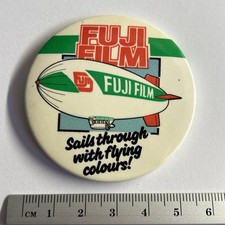 FUJI
FILM
FUJI FILM
Sails through
with flying
colours!
CM 1 2 3 4 5 6